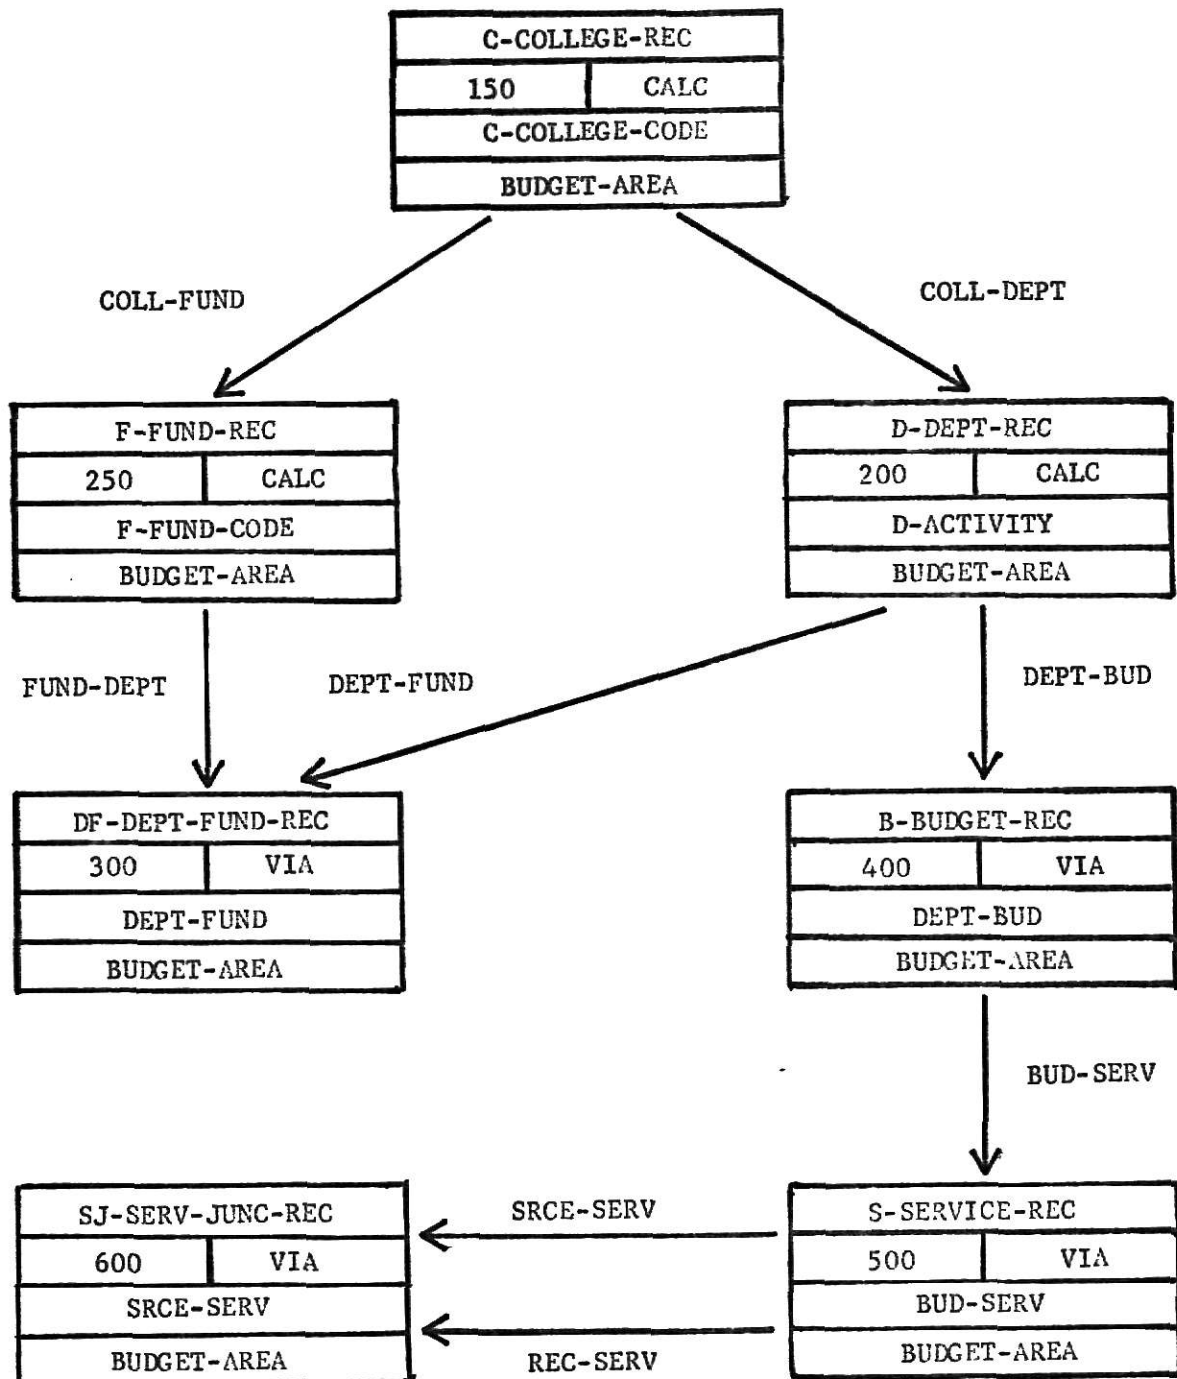 C-COLLEGE-REC
150 CALC
C-COLLEGE-CODE
BUDGET-AREA
COLL-FUND
COLL-DEPT
F-FUND-REC
250 CALC
F-FUND-CODE
BUDGET-AREA
D-DEPT-REC
200 CALC
D-ACTIVITY
BUDGET-AREA
FUND-DEPT
DEPT-FUND
DEPT-BUD
DF-DEPT-FUND-REC
300 VIA
DEPT-FUND
BUDGET-AREA
B-BUDGET-REC
400 VIA
DEPT-BUD
BUDGET-AREA
BUD-SERV
SJ-SERV-JUNC-REC
600 VIA
SRCE-SERV
BUDGET-AREA
SRCE-SERV
REC-SERV
S-SERVICE-REC
500 VIA
BUD-SERV
BUDGET-AREA